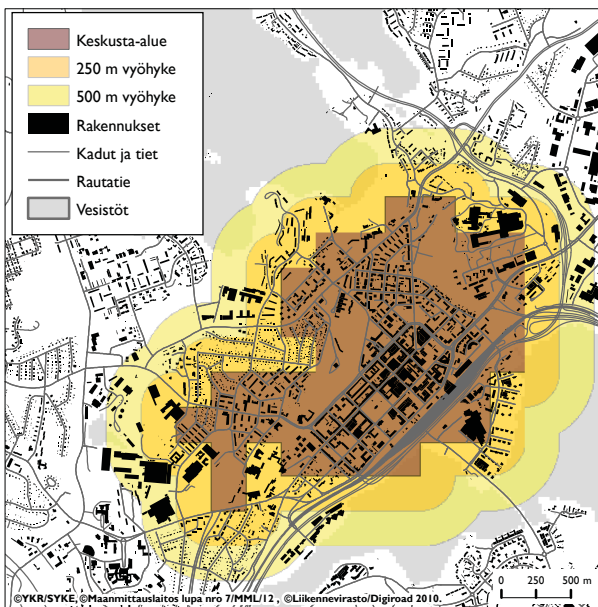 Keskusta-alue
250 m vyöhyke
500 m vyöhyke
Rakennukset
Kadut ja tiet
Rautatie
Vesistöt
0 250 500 m
©YKR/SYKE, ©Maanmittauslaitos lupa nro 7/MML/12 , ©Liikennevirasto/Digiroad 2010.